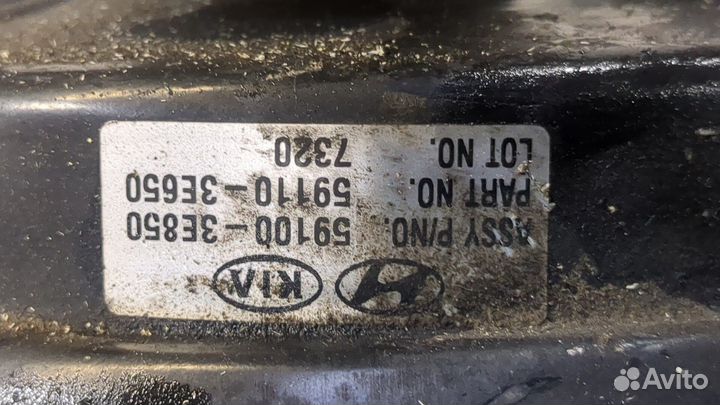 KIA
ASSY P/NO. 59100-3E850
PART NO. 59110-3E650
LOT NO. 7320
Avito